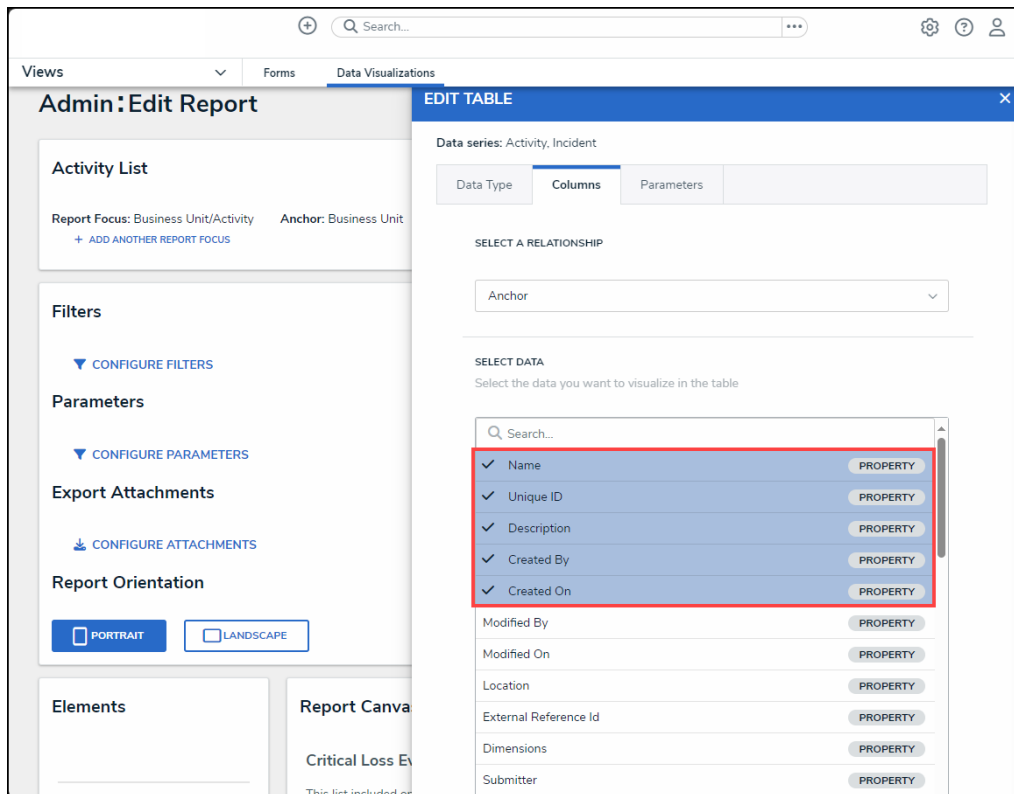 Search...
Views
Forms
Data Visualizations
Admin:Edit Report
Activity List
Report Focus: Business Unit/Activity Anchor: Business Unit
+ ADD ANOTHER REPORT FOCUS
Filters
CONFIGURE FILTERS
Parameters
CONFIGURE PARAMETERS
Export Attachments
CONFIGURE ATTACHMENTS
Report Orientation
PORTRAIT
LANDSCAPE
Elements
Report Canva
Critical Loss Ev
This list included or
EDIT TABLE
Data series: Activity, Incident
Data Type
Columns
Parameters
SELECT A RELATIONSHIP
Anchor
SELECT DATA
Select the data you want to visualize in the table
Search...
Name PROPERTY
Unique ID PROPERTY
Description PROPERTY
Created By PROPERTY
Created On PROPERTY
Modified By PROPERTY
Modified On PROPERTY
Location PROPERTY
External Reference Id PROPERTY
Dimensions PROPERTY
Submitter PROPERTY